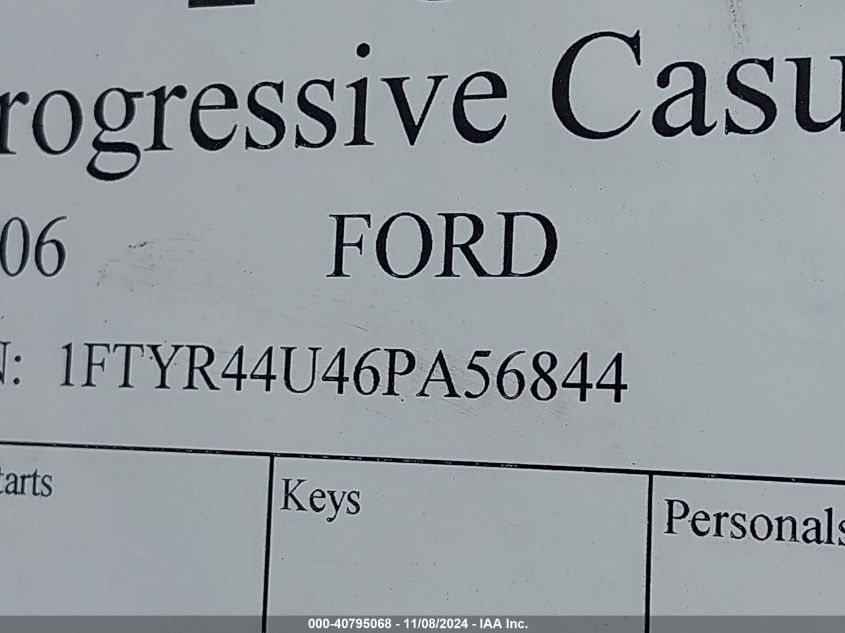 rogressive Casu
06 FORD
N: 1FTYR44U46PA56844
tarts Keys Personals
000-40795068 - 11/08/2024 - IAA Inc.